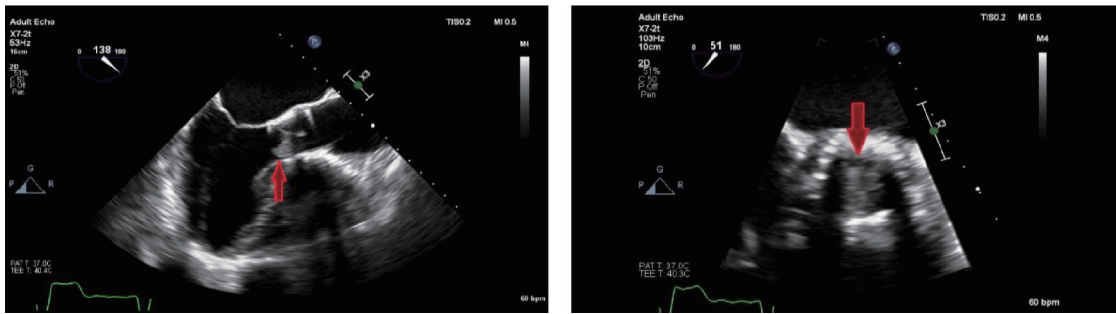 Adult Echo
X7-2t
53Hz
16cm
2D
51%
C 50
P Off
Pen
TIS0.2 MI 0.5
M4
0 138 180
X3
G
P R
PAT T: 37.0C
TEE T: 40.4C
60 bpm
Adult Echo
X7-2t
103Hz
10cm
2D
51%
C 50
P Off
Pen
TIS0.2 MI 0.5
M4
0 51 180
X3
G
P R
PAT T: 37.0C
TEE T: 40.3C
60 bpm